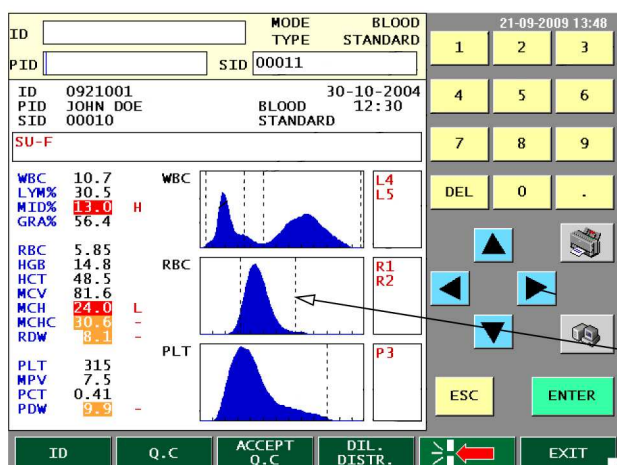 ID MODE BLOOD
TYPE STANDARD
PID SID 00011
21-09-2009 13:48
ID 0921001 30-10-2004
PID JOHN DOE BLOOD 12:30
SID 00010 STANDARD
SU-F
WBC 10.7
LYM% 30.5
MID% 13.0 H
GRA% 56.4
WBC
L4
L5
RBC 5.85
HGB 14.8
HCT 48.5
MCV 81.6
MCH 24.0 L
MCHC 30.6 -
RDW 8.1 -
RBC
R1
R2
PLT 315
MPV 7.5
PCT 0.41
PDW 9.9 -
PLT
P3
1 2 3
4 5 6
7 8 9
DEL 0 .
ESC ENTER
ID Q.C ACCEPT Q.C DIL. DISTR. EXIT